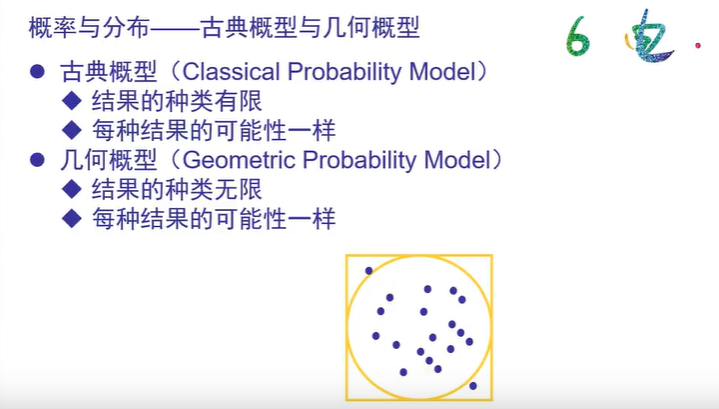 概率与分布——古典概型与几何概型
● 古典概型（Classical Probability Model）
◆ 结果的种类有限
◆ 每种结果的可能性一样
● 几何概型（Geometric Probability Model）
◆ 结果的种类无限
◆ 每种结果的可能性一样
6